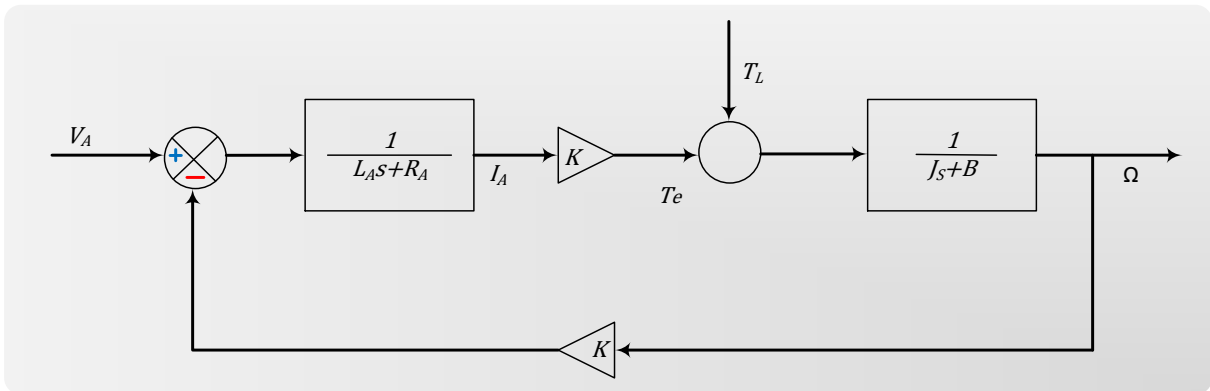 T_L
V_A
+
−
1
L_As+R_A
I_A
K
Te
1
J_S+B
Ω
K